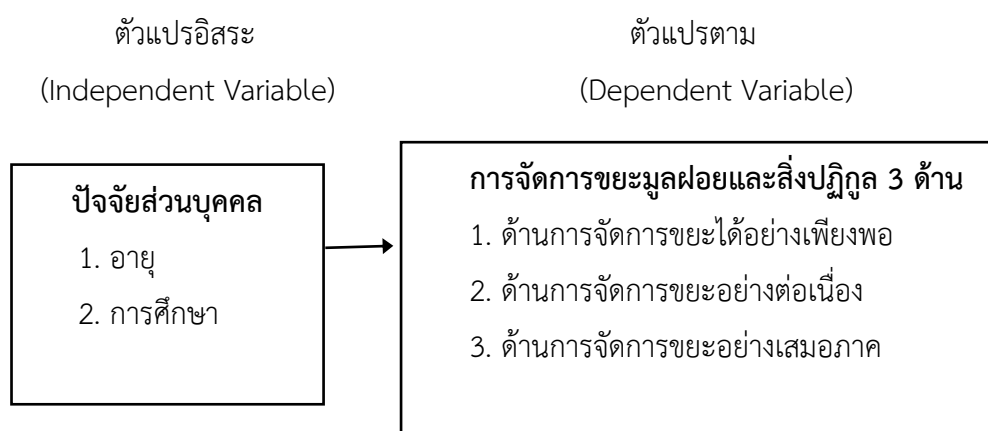 ตัวแปรอิสระ
(Independent Variable)
ตัวแปรตาม
(Dependent Variable)
ปัจจัยส่วนบุคคล
1. อายุ
2. การศึกษา
การจัดการขยะมูลฝอยและสิ่งปฏิกูล 3 ด้าน
1. ด้านการจัดการขยะได้อย่างเพียงพอ
2. ด้านการจัดการขยะอย่างต่อเนื่อง
3. ด้านการจัดการขยะอย่างเสมอภาค